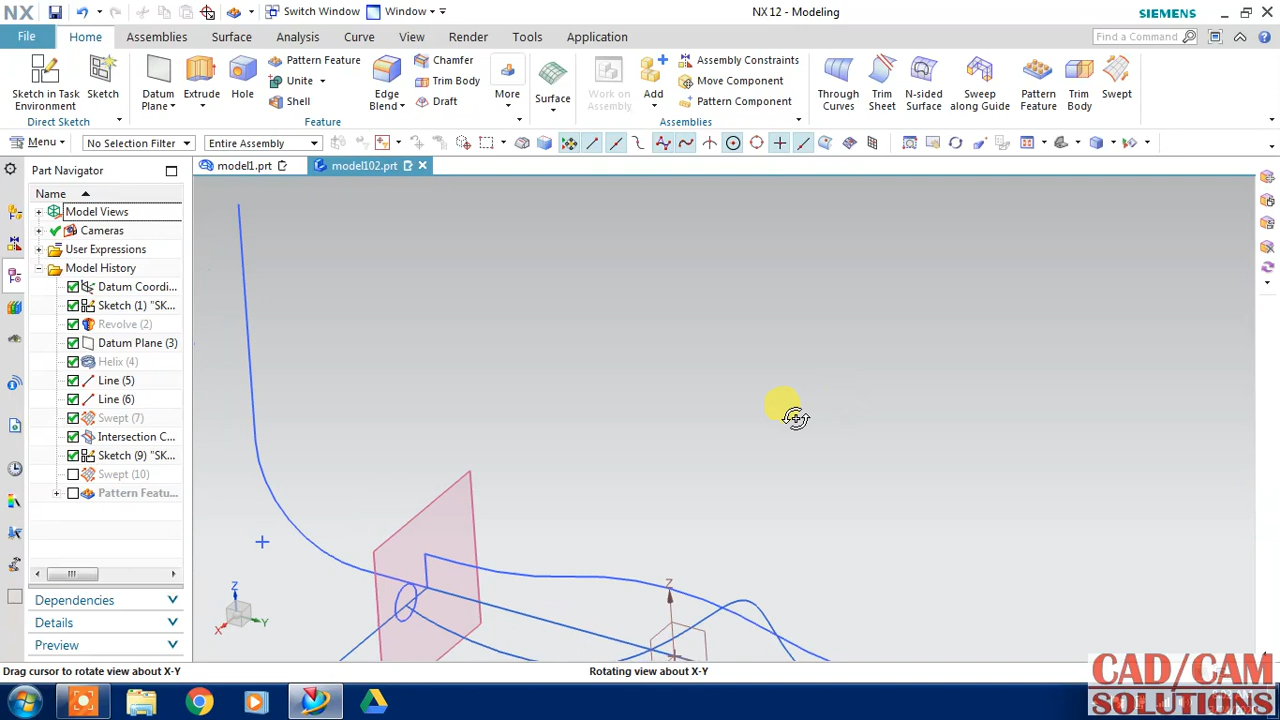 NX Switch Window Window NX 12 - Modeling SIEMENS
File Home Assemblies Surface Curve Analysis View Render Tools Application Find a Command
Sketch in Task Environment Sketch Datum Plane Extrude Hole Pattern Feature Unite Shell Edge Blend Chamfer Trim Body Draft More Surface Work on Assembly Add Assembly Constraints Move Component Pattern Component Through Curves Trim Sheet N-sided Surface Sweep along Guide Pattern Feature Trim Body Swept
Direct Sketch Feature Assemblies
Menu No Selection Filter Entire Assembly
Part Navigator model1.prt model102.prt
Name
Model Views
Cameras
User Expressions
Model History
Datum Coordi...
Sketch (1) "SK...
Revolve (2)
Datum Plane (3)
Helix (4)
Line (5)
Line (6)
Swept (7)
Intersection C...
Sketch (9) "SK...
Swept (10)
Pattern Featu...
Z
X Y
Z
Dependencies
Details
Preview
Drag cursor to rotate view about X-Y Rotating view about X-Y
CAD/CAM
SOLUTIONS